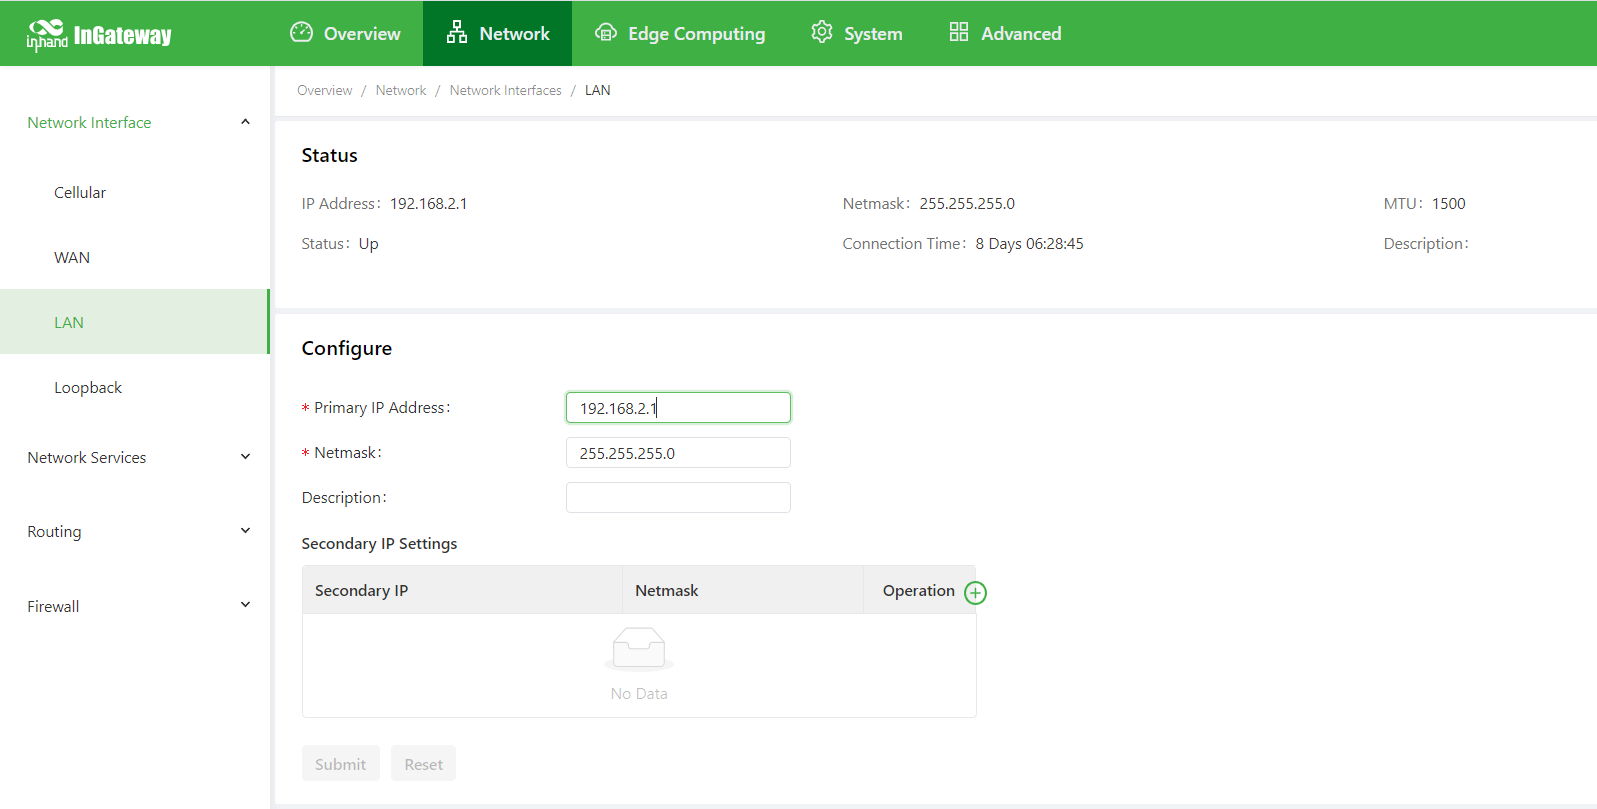 inhand InGateway
Overview
Network
Edge Computing
System
Advanced
Overview / Network / Network Interfaces / LAN
Network Interface
Cellular
WAN
LAN
Loopback
Network Services
Routing
Firewall
Status
IP Address: 192.168.2.1
Netmask: 255.255.255.0
MTU: 1500
Status: Up
Connection Time: 8 Days 06:28:45
Description:
Configure
* Primary IP Address: 192.168.2.1
* Netmask: 255.255.255.0
Description:
Secondary IP Settings
Secondary IP Netmask Operation
No Data
Submit Reset